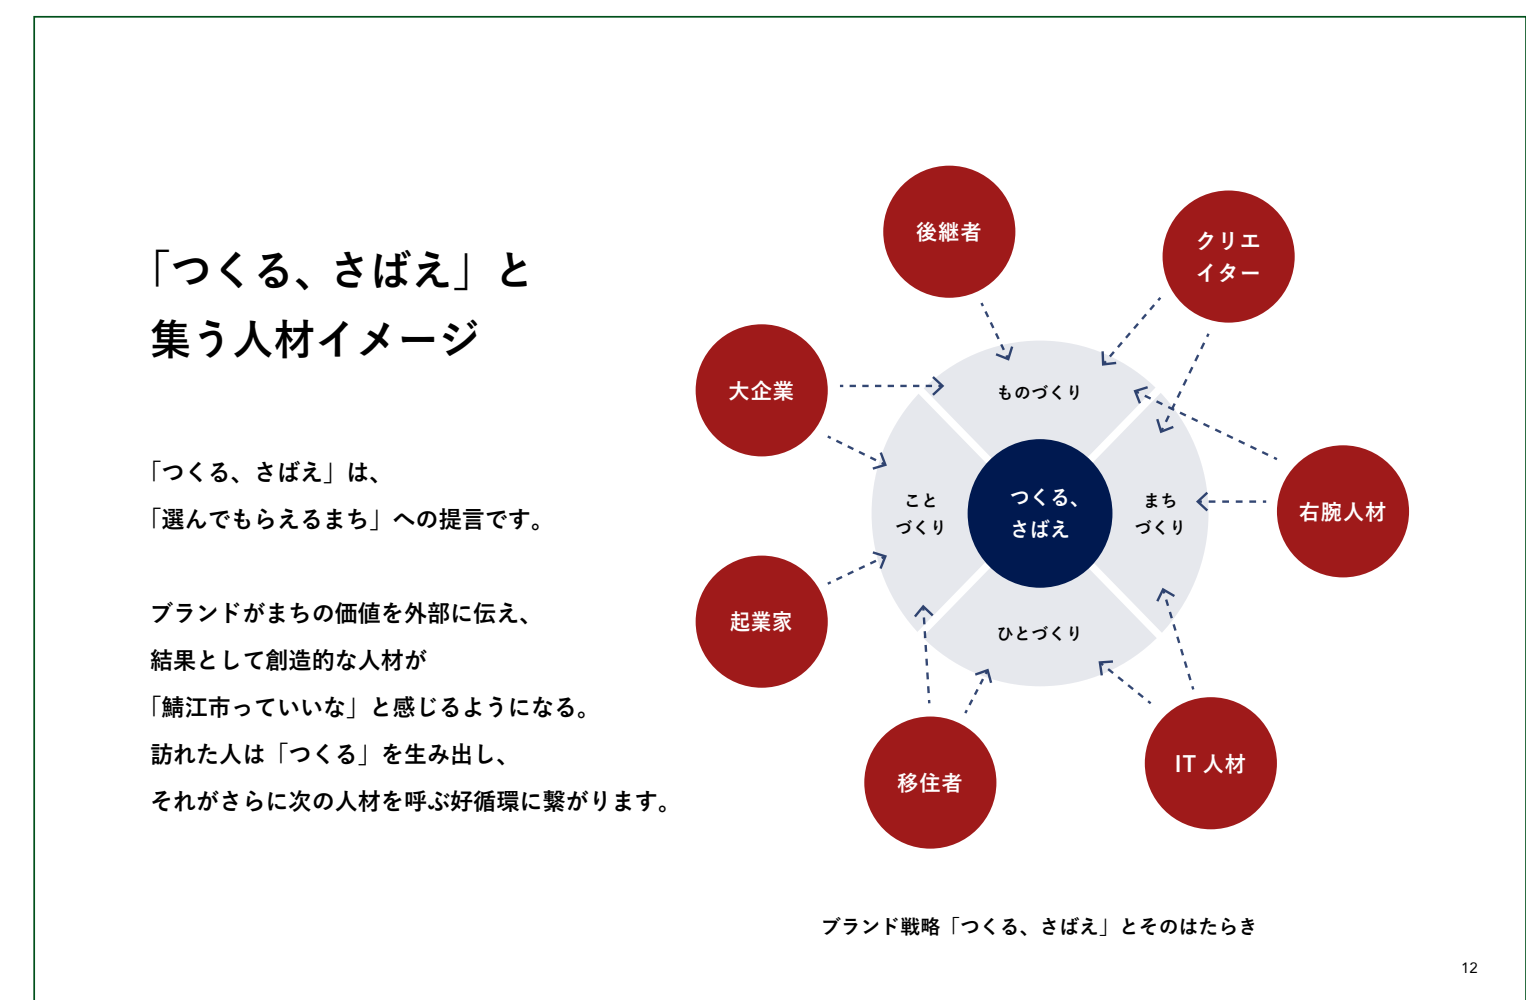 「つくる、さばえ」と
集う人材イメージ
「つくる、さばえ」は、
「選んでもらえるまち」への提言です。
ブランドがまちの価値を外部に伝え、
結果として創造的な人材が
「鯖江市っていいな」と感じるようになる。
訪れた人は「つくる」を生み出し、
それがさらに次の人材を呼ぶ好循環に繋がります。
後継者
クリエ
イター
大企業
ものづくり
こと
づくり
つくる、
さばえ
まち
づくり
右腕人材
起業家
ひとづくり
移住者
IT 人材
ブランド戦略「つくる、さばえ」とそのはたらき
12